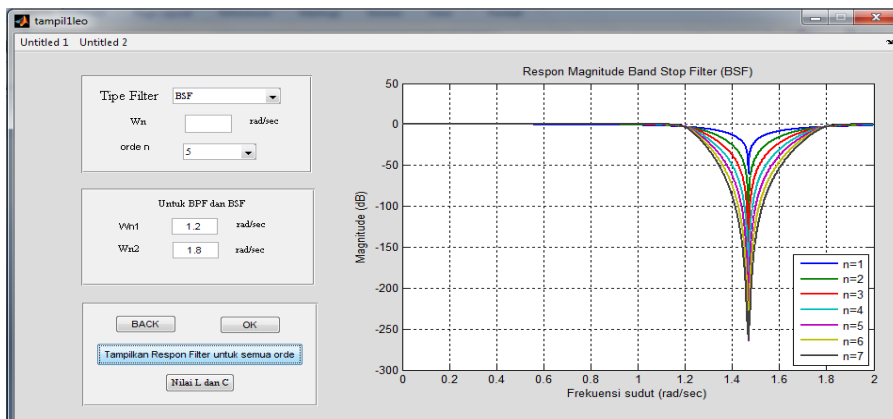 tampil1leo
Untitled 1 Untitled 2
Tipe Filter BSF
Wn rad/sec
orde n 5
Untuk BPF dan BSF
Wn1 1.2 rad/sec
Wn2 1.8 rad/sec
BACK OK
Tampilkan Respon Filter untuk semua orde
Nilai L dan C
Respon Magnitude Band Stop Filter (BSF)
Magnitude (dB)
50
0
-50
-100
-150
-200
-250
-300
0 0.2 0.4 0.6 0.8 1 1.2 1.4 1.6 1.8 2
Frekuensi sudut (rad/sec)
n=1
n=2
n=3
n=4
n=5
n=6
n=7